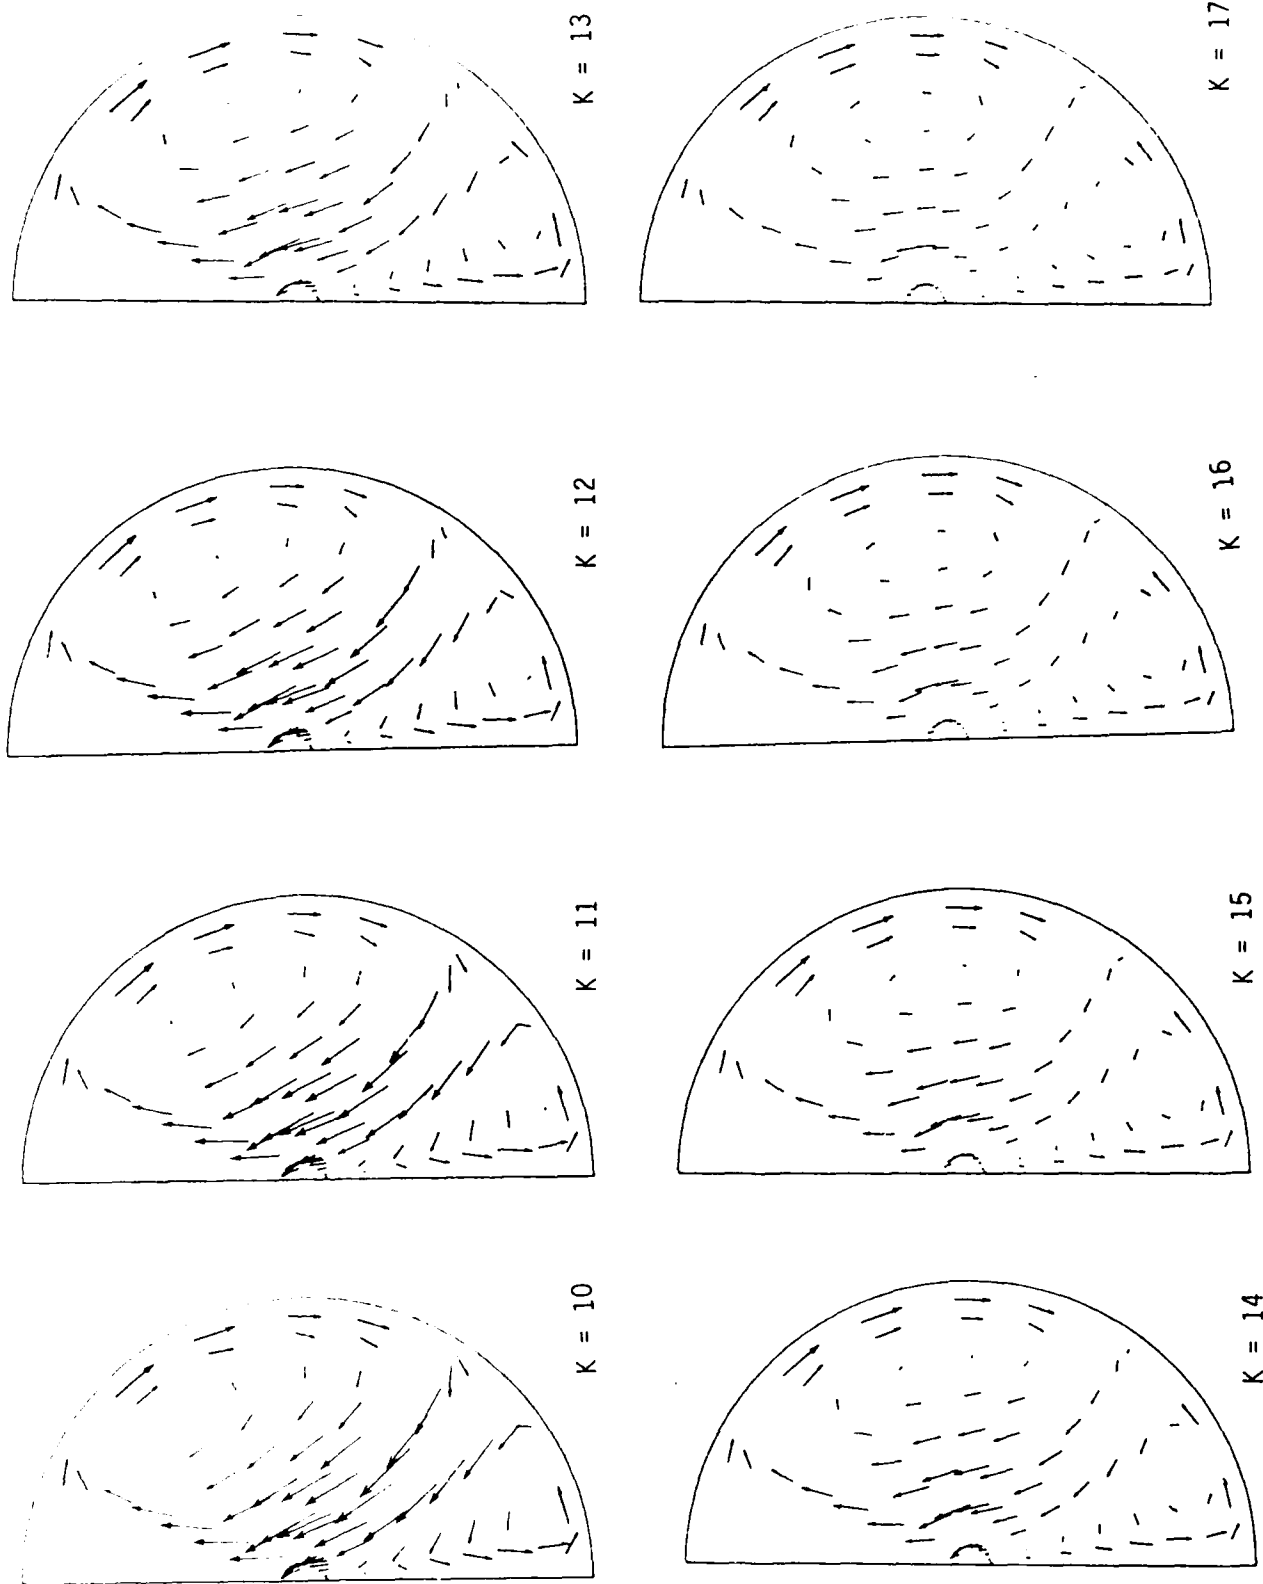 K = 10
K = 11
K = 12
K = 13
K = 14
K = 15
K = 16
K = 17